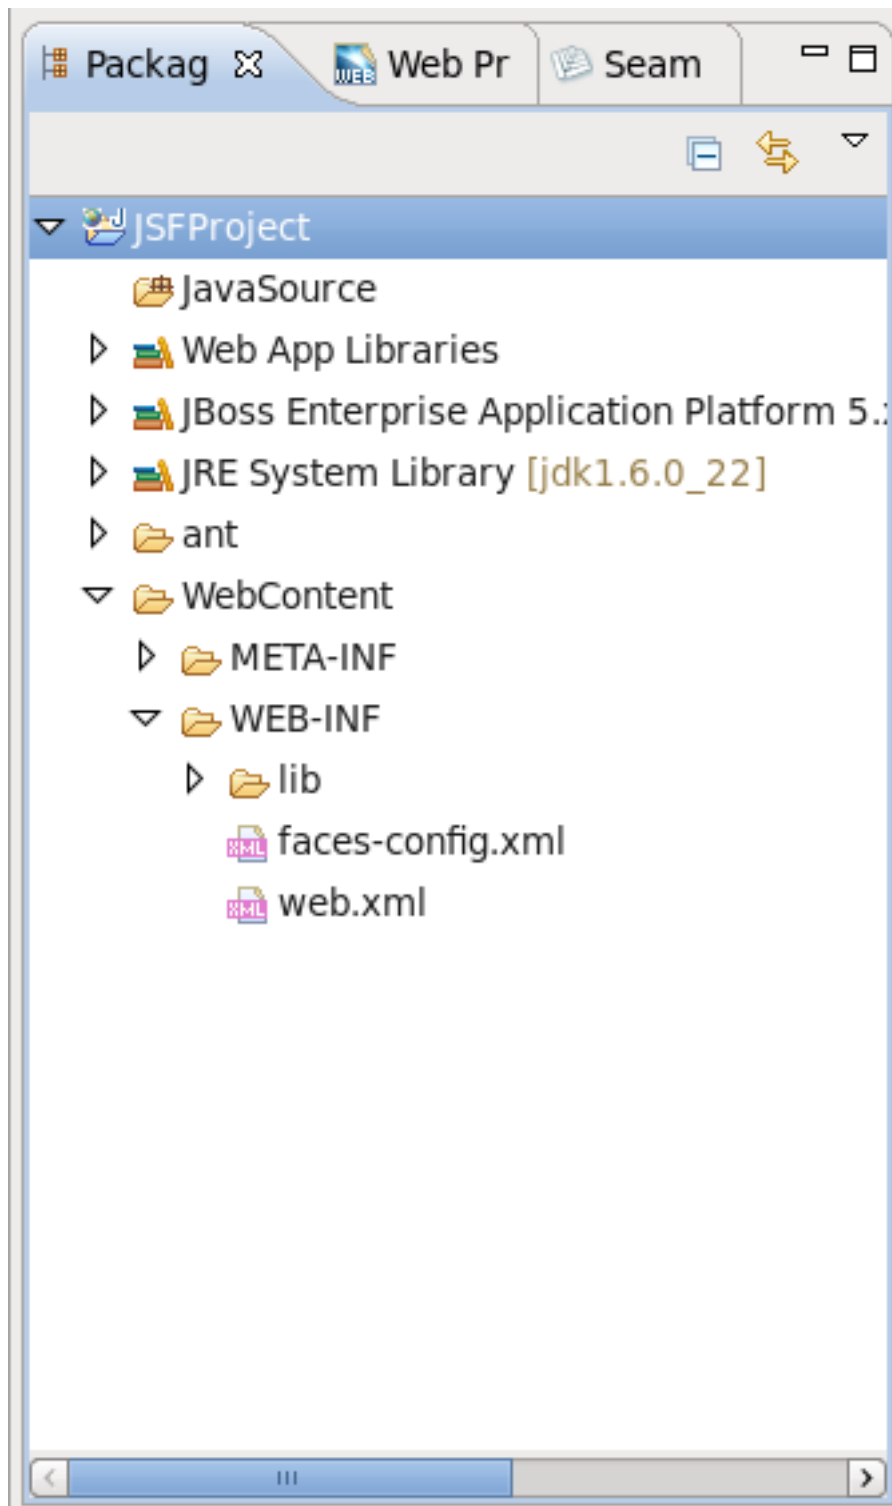 Packag Web Pr Seam
JSFProject
JavaSource
Web App Libraries
JBoss Enterprise Application Platform 5.
JRE System Library [jdk1.6.0_22]
ant
WebContent
META-INF
WEB-INF
lib
faces-config.xml
web.xml